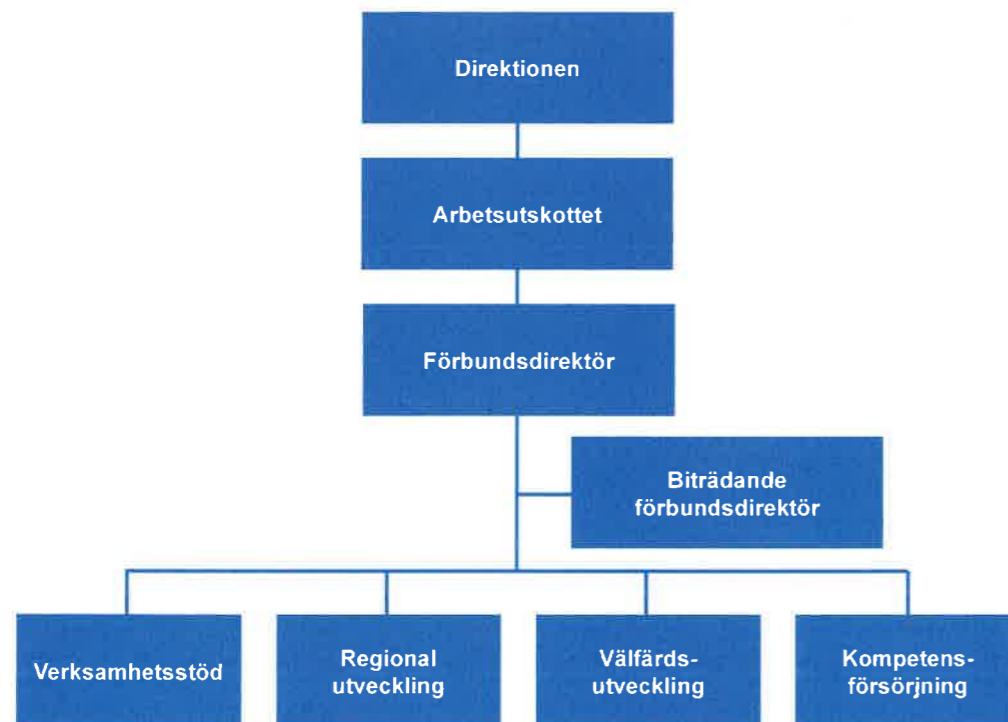 Direktionen
Arbetsutskottet
Förbundsdirektör
Biträdande
förbundsdirektör
Verksamhetsstöd
Regional
utveckling
Välfärds-
utveckling
Kompetens-
försörjning